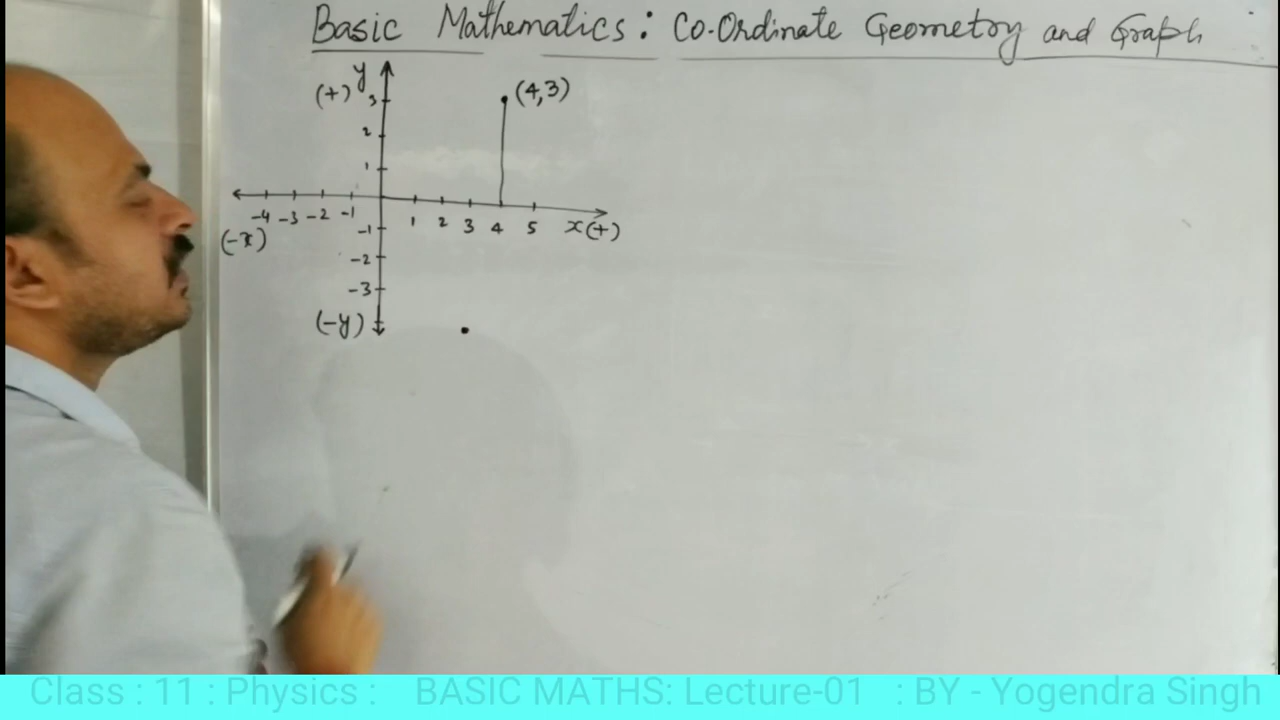 Basic Mathematics: Co-Ordinate Geometry and Graph
y
(+) 3 (4,3)
2
1
-4 -3 -2 -1 1 2 3 4 5 x(+)
(-x) -1
-2
-3
(-y)
Class : 11 : Physics : BASIC MATHS: Lecture-01 : BY - Yogendra Singh